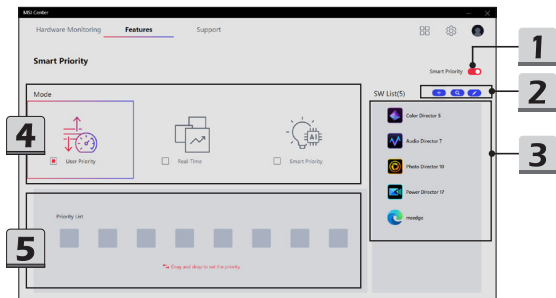 MSI Center
Hardware Monitoring Features Support
Smart Priority
Smart Priority
1
Mode
SW List(5)
2
Color Director 5
Audio Director 7
Photo Director 10
Power Director 17
msedge
3
4
AI
User Priority Real-Time Smart Priority
Priority List
5
Drag and drop to set the priority.